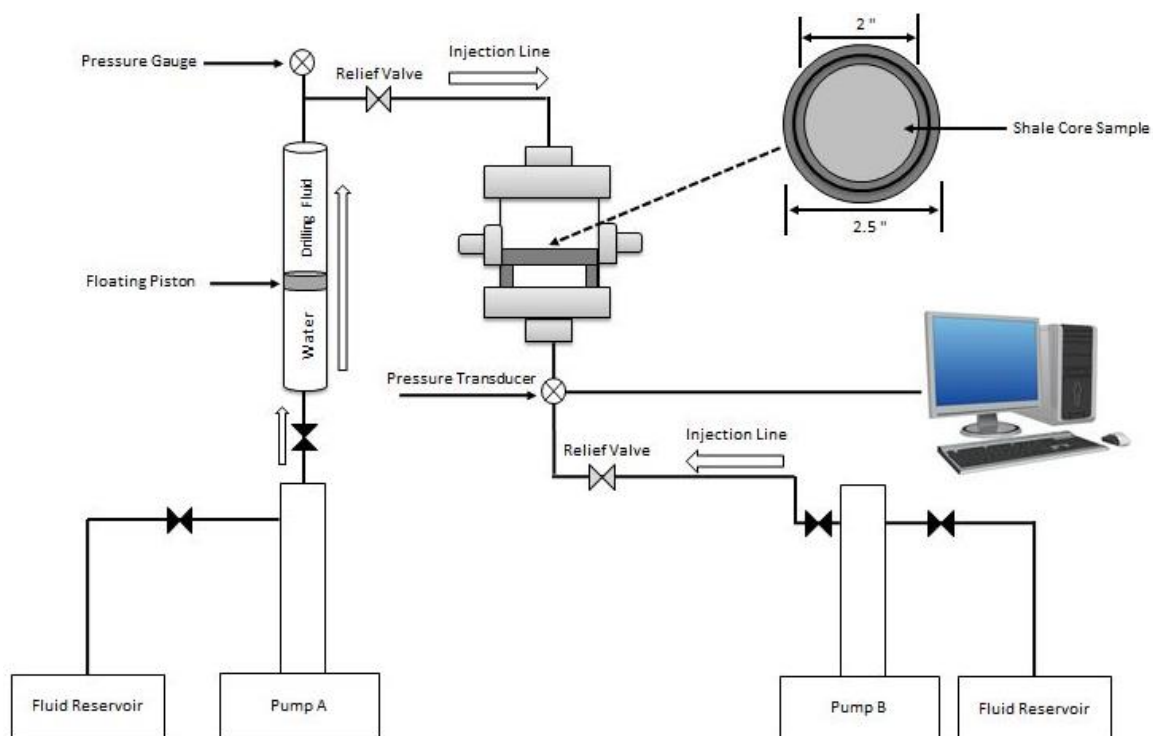 2 "
Injection Line
Pressure Gauge
Relief Valve
Shale Core Sample
Drilling Fluid
2.5 "
Floating Piston
Water
Pressure Transducer
Injection Line
Relief Valve
Fluid Reservoir
Pump A
Pump B
Fluid Reservoir